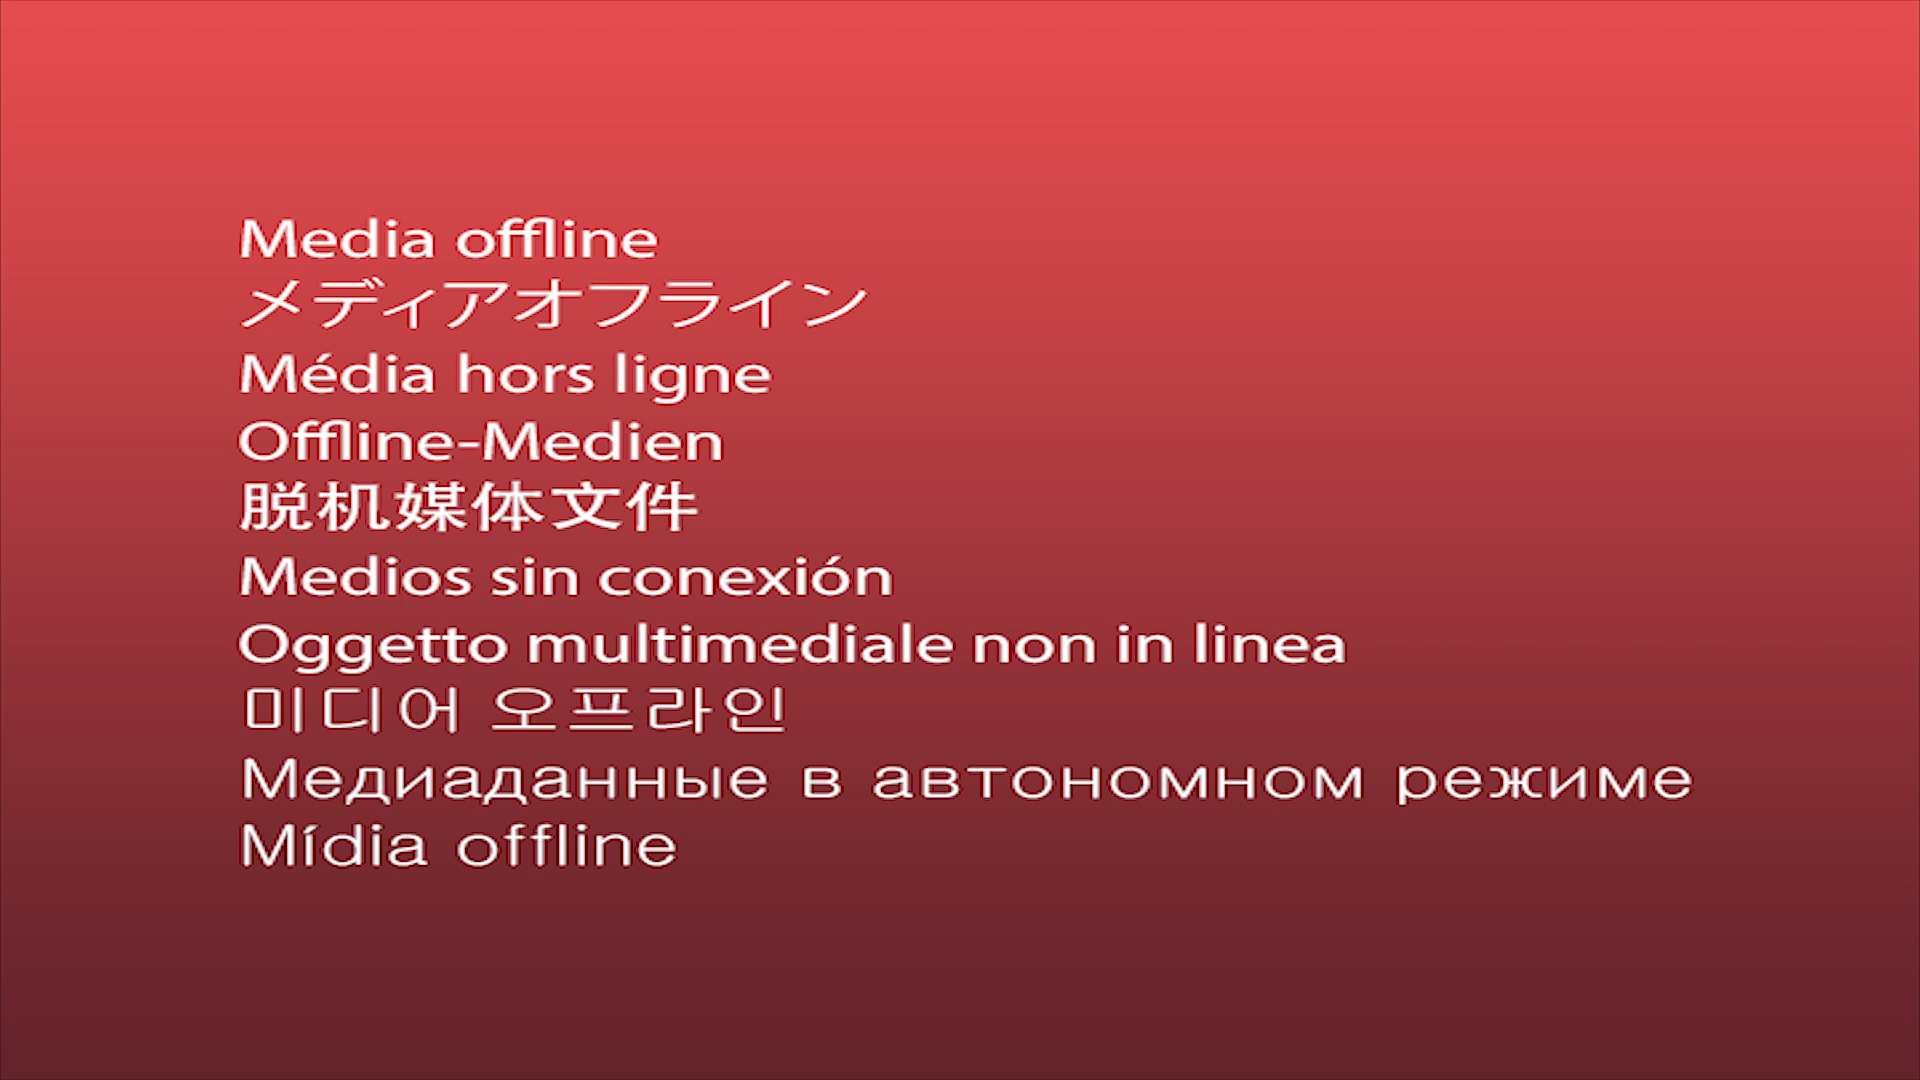 Media offline
メディアオフライン
Média hors ligne
Offline-Medien
脱机媒体文件
Medios sin conexión
Oggetto multimediale non in linea
미디어 오프라인
Медиаданные в автономном режиме
Mídia offline